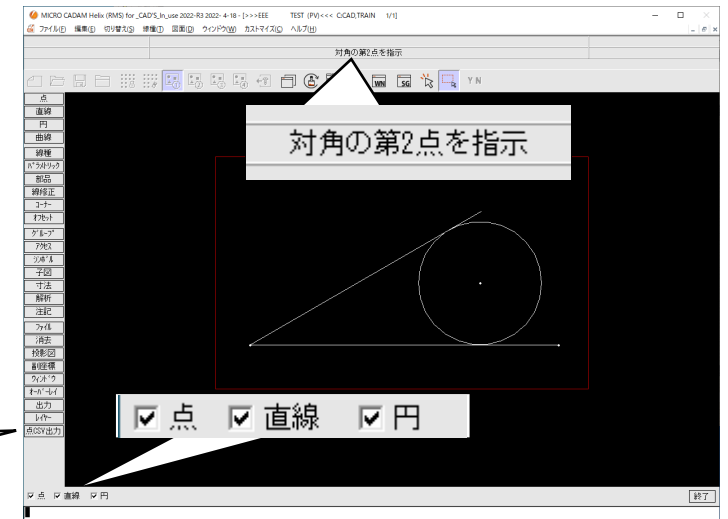 MICRO CADAM Helix (RMS) for _CAD'S_In_use 2022-R3 2022- 4-18 - [>>>EEE TEST (PV)<<< C:CAD,TRAIN 1/1]
ファイル(F) 編集(E) 切り替え(S) 線種(T) 図面(D) ウィンドウ(W) カスタマイズ(C) ヘルプ(H)
対角の第2点を指示
WN SG Y N
対角の第2点を指示
点
直線
円
曲線
線種
パラメトリック
部品
線修正
コーナー
オフセット
グループ
アクセス
シンボル
子図
寸法
解析
注記
ファイル
消去
投影図
副座標
ウィンドウ
オーバーレイ
出力
レイヤー
点CSV出力
点 直線 円
点 直線 円 終了